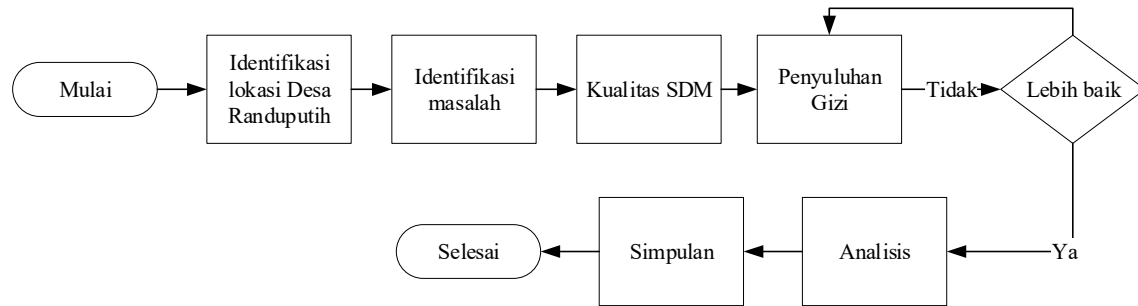 Mulai
Identifikasi
lokasi Desa
Randuputih
Identifikasi
masalah
Kualitas SDM
Penyuluhan
Gizi
Tidak
Lebih baik
Ya
Analisis
Simpulan
Selesai